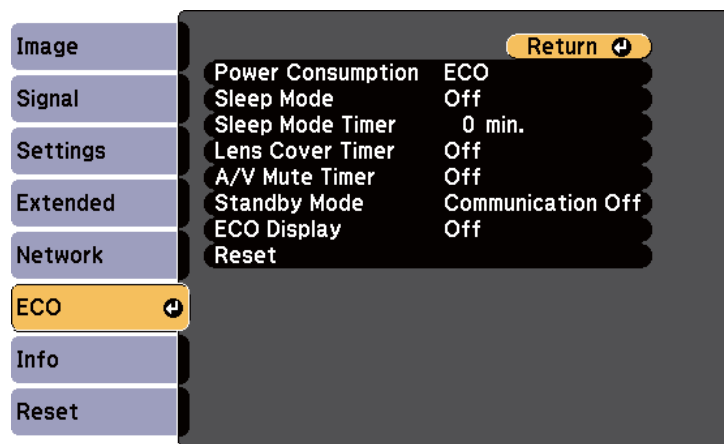 Image
Signal
Settings
Extended
Network
ECO
Info
Reset
Return
Power Consumption ECO
Sleep Mode Off
Sleep Mode Timer 0 min.
Lens Cover Timer Off
A/V Mute Timer Off
Standby Mode Communication Off
ECO Display Off
Reset